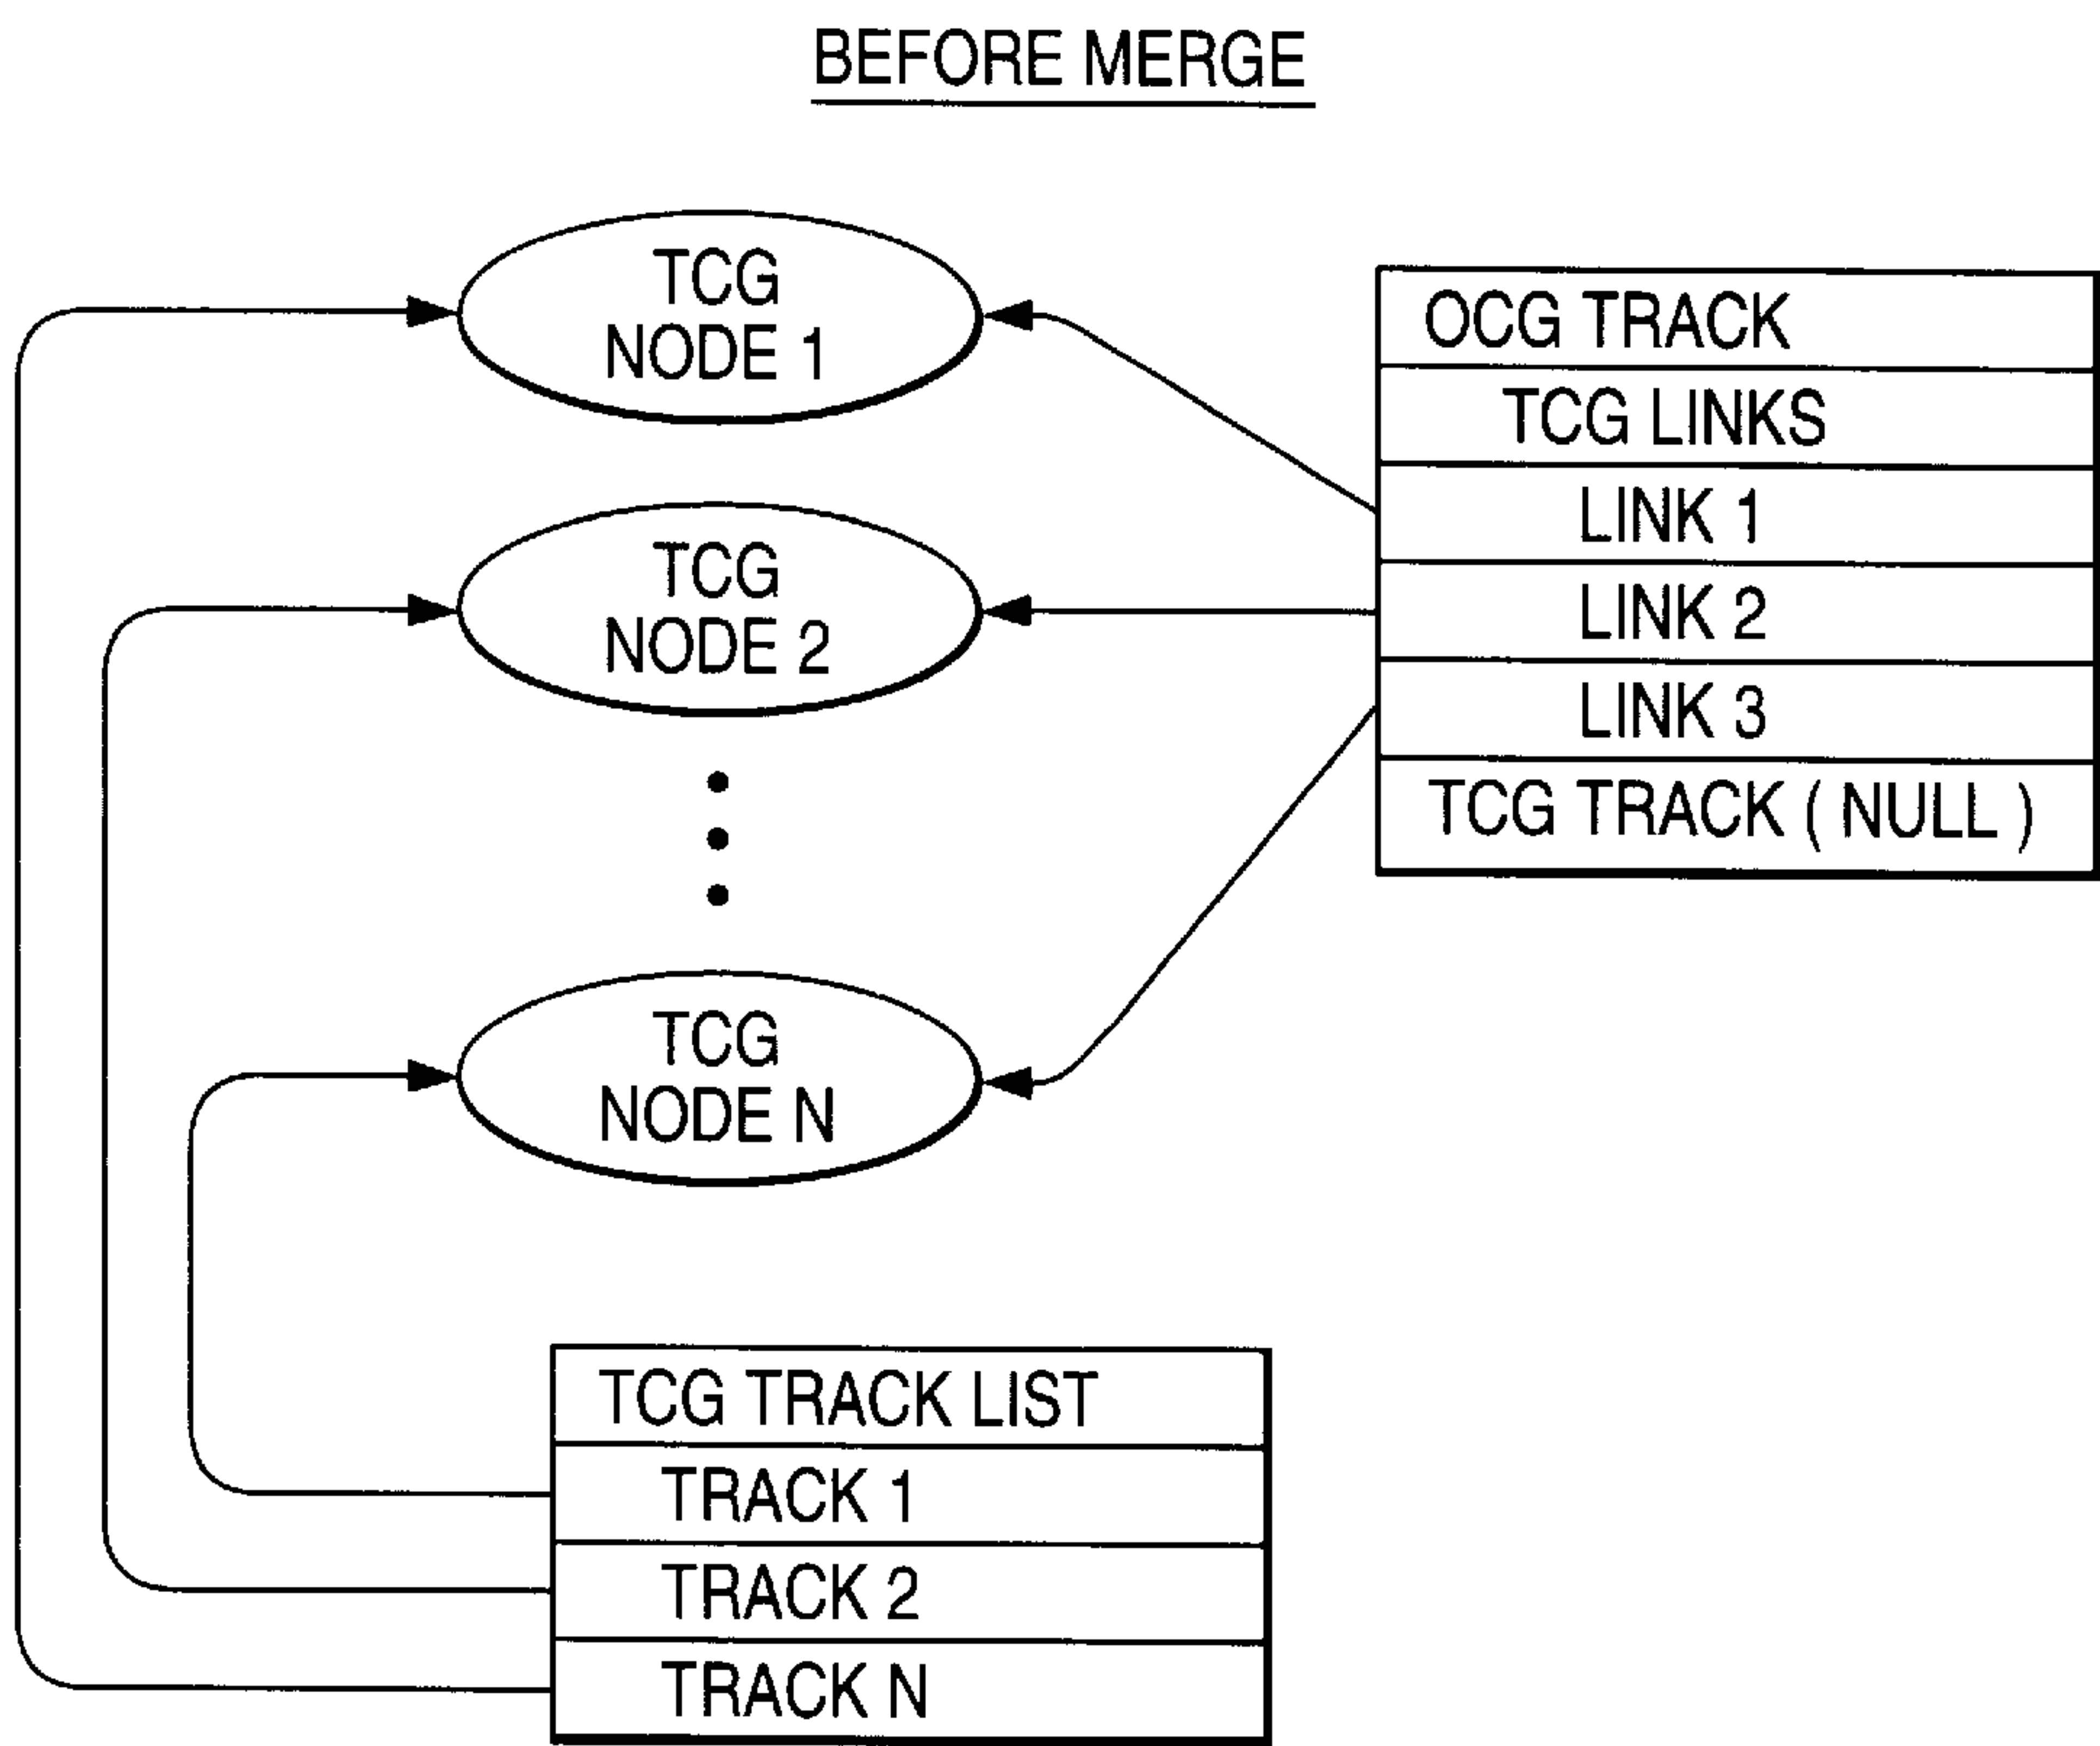 BEFORE MERGE
TCG
NODE 1
TCG
NODE 2
TCG
NODE N
OCG TRACK
TCG LINKS
LINK 1
LINK 2
LINK 3
TCG TRACK ( NULL )
TCG TRACK LIST
TRACK 1
TRACK 2
TRACK N